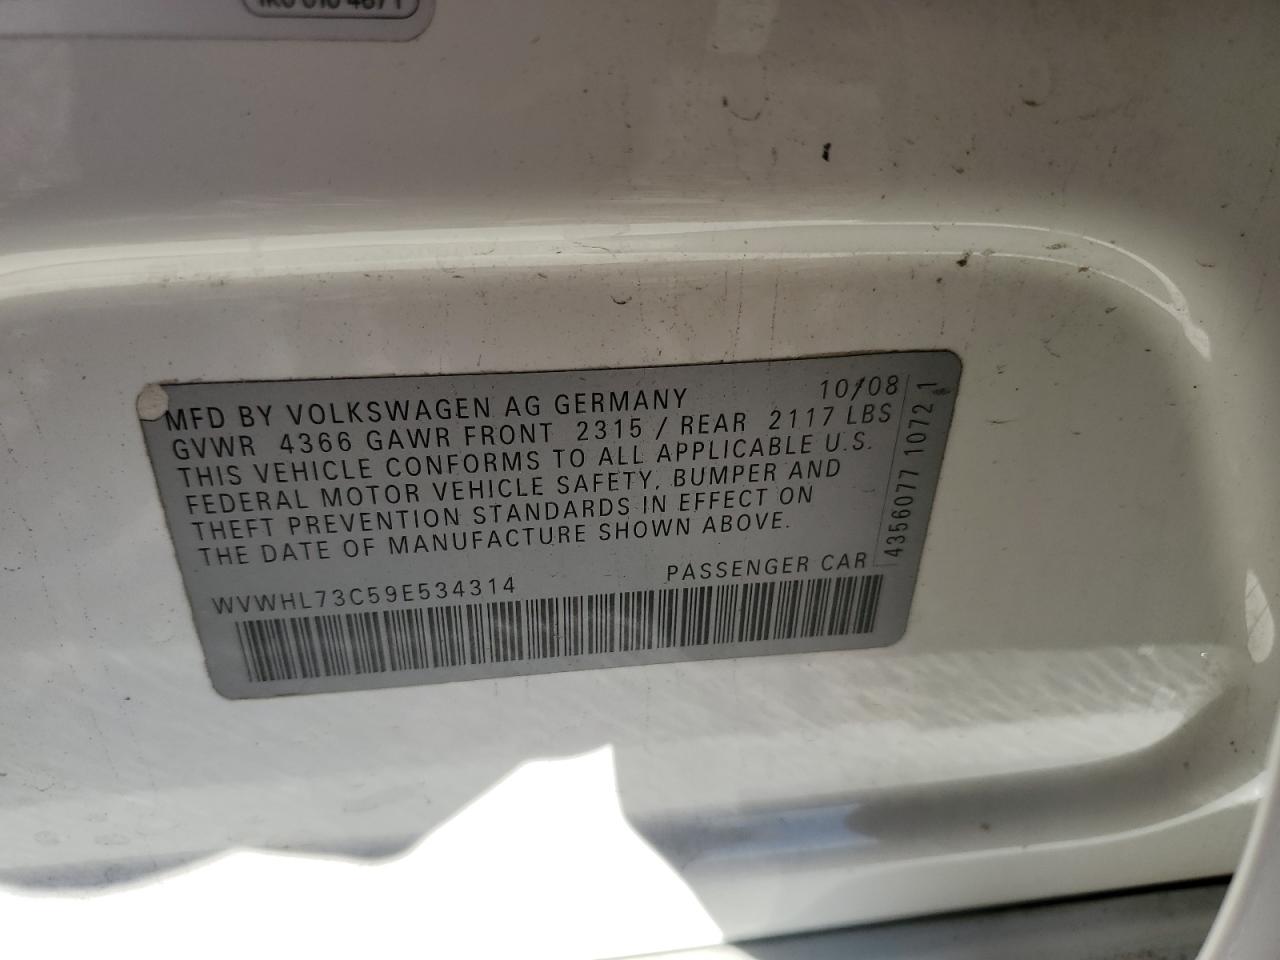 MFD BY VOLKSWAGEN AG GERMANY 10/08
GVWR 4366 GAWR FRONT 2315 / REAR 2117 LBS
THIS VEHICLE CONFORMS TO ALL APPLICABLE U.S.
FEDERAL MOTOR VEHICLE SAFETY, BUMPER AND
THEFT PREVENTION STANDARDS IN EFFECT ON
THE DATE OF MANUFACTURE SHOWN ABOVE.
WVWHL73C59E534314 PASSENGER CAR
4356077 1072 1